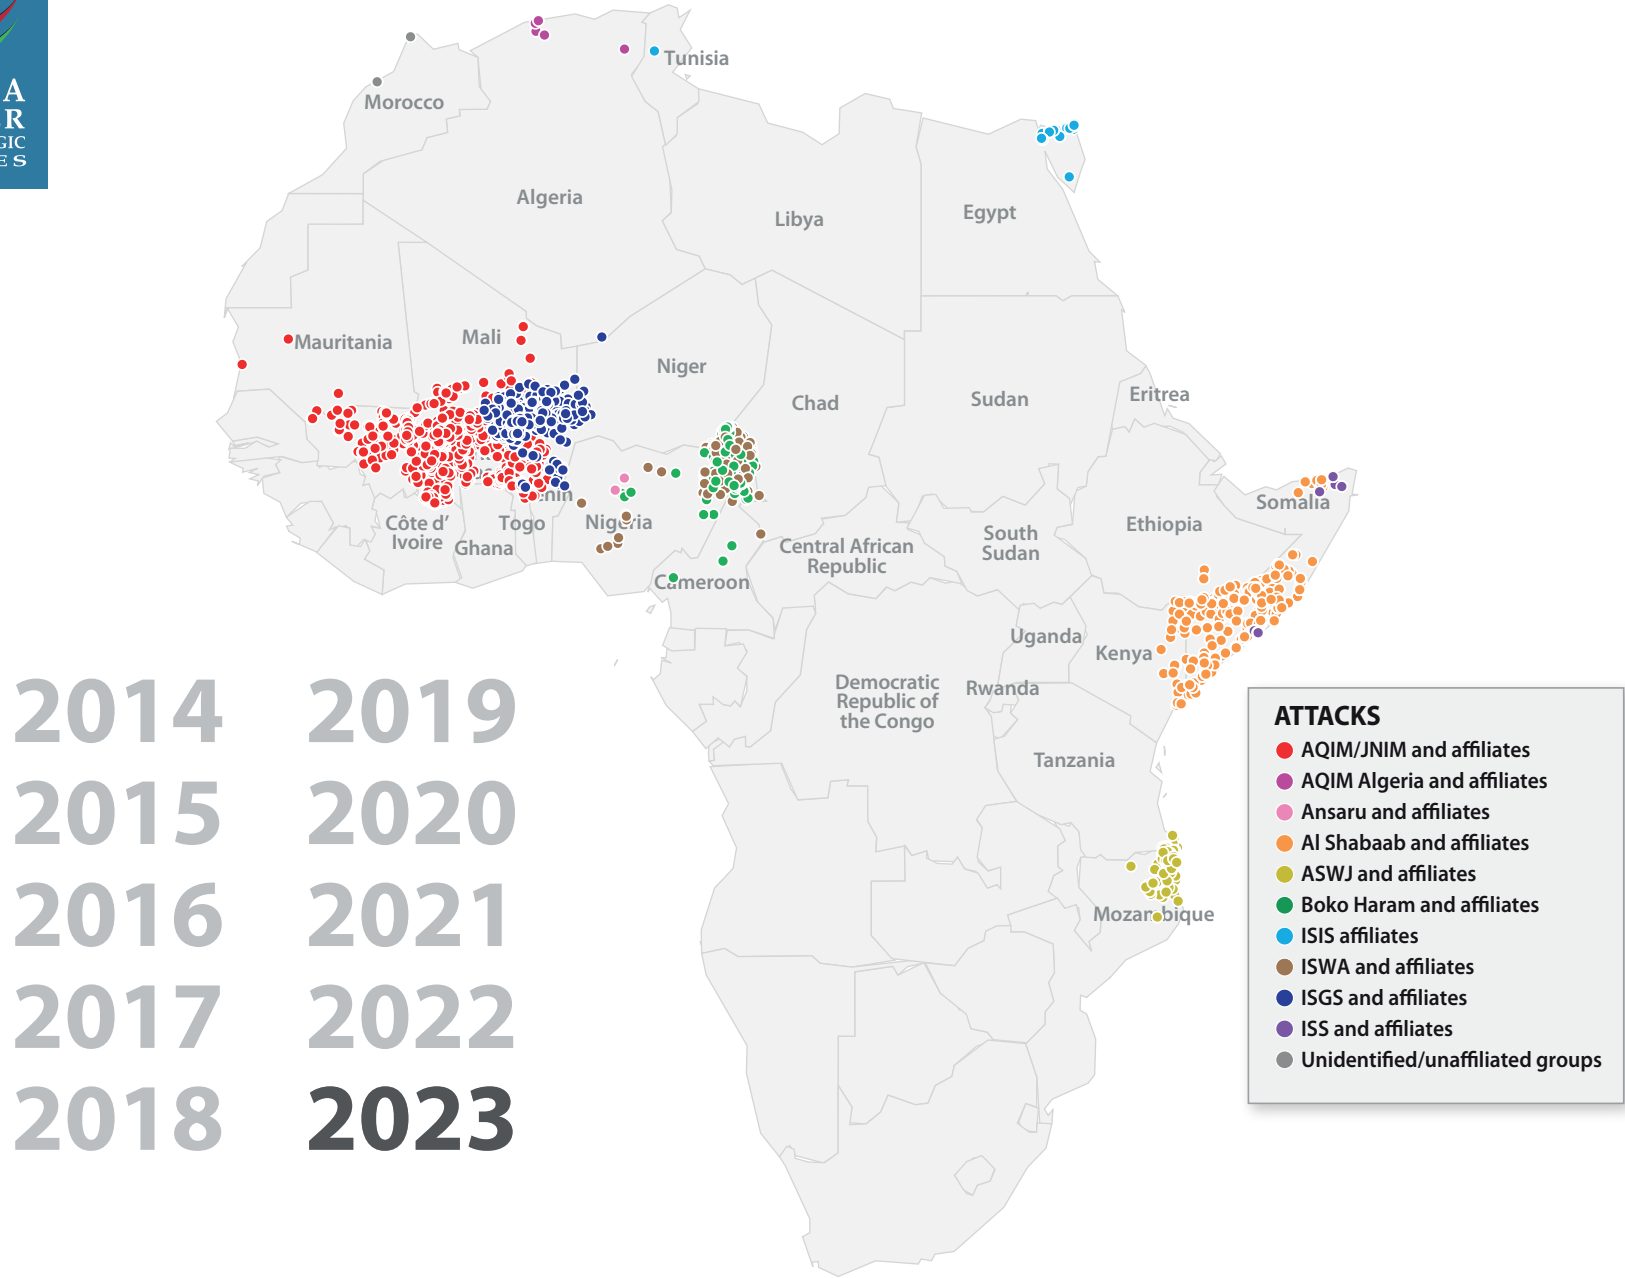 A
ER
GIC
ES
Tunisia
Morocco
Algeria
Libya
Egypt
Mauritania
Mali
Niger
Chad
Sudan
Eritrea
Somalia
Côte d’
Ivoire
Ghana
Togo
Nigeria
Cameroon
Central African
Republic
South
Sudan
Ethiopia
Uganda
Kenya
Democratic
Republic of
the Congo
Rwanda
Tanzania
Mozambique
2014
2019
2015
2020
2016
2021
2017
2022
2018
2023
ATTACKS
AQIM/JNIM and affiliates
AQIM Algeria and affiliates
Ansaru and affiliates
Al Shabaab and affiliates
ASWJ and affiliates
Boko Haram and affiliates
ISIS affiliates
ISWA and affiliates
ISGS and affiliates
ISS and affiliates
Unidentified/unaffiliated groups